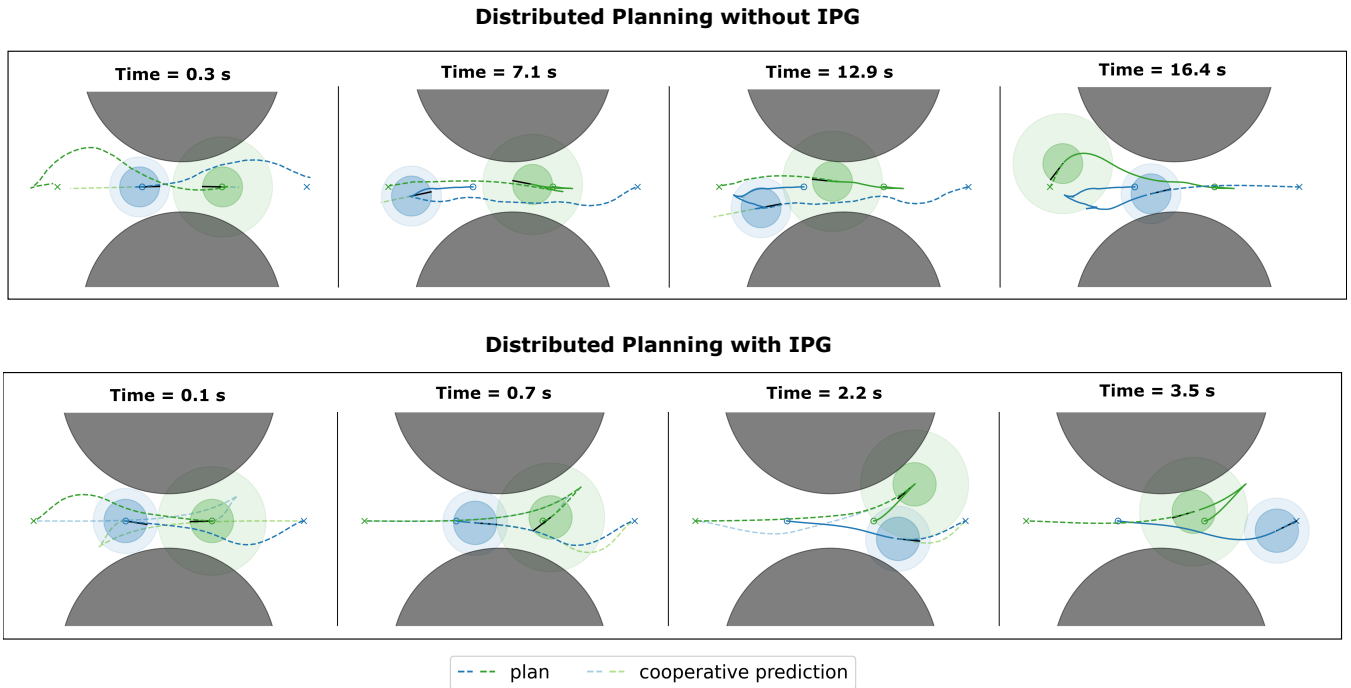 Distributed Planning without IPG
Time = 0.3 s
Time = 7.1 s
Time = 12.9 s
Time = 16.4 s
Distributed Planning with IPG
Time = 0.1 s
Time = 0.7 s
Time = 2.2 s
Time = 3.5 s
plan
cooperative prediction